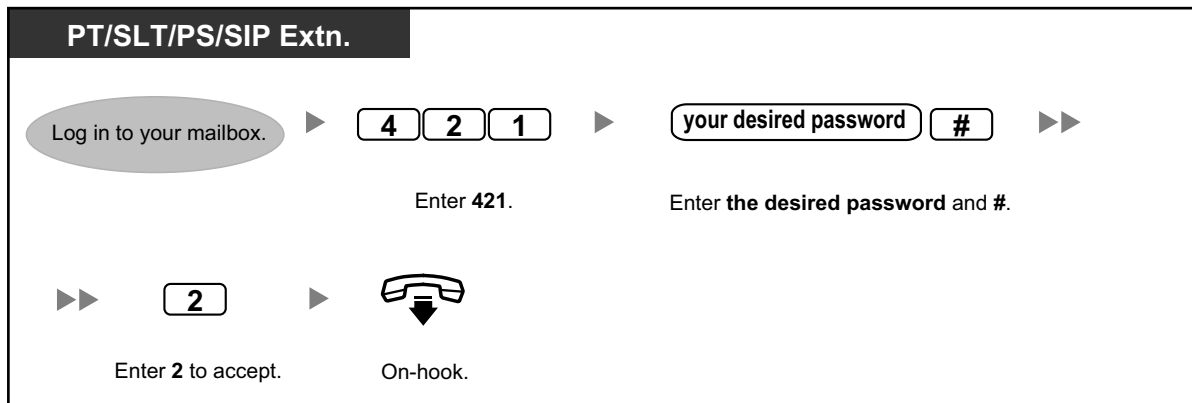 PT/SLT/PS/SIP Extn.
Log in to your mailbox.
4 2 1
your desired password #
Enter 421.
Enter the desired password and #.
2
Enter 2 to accept.
On-hook.